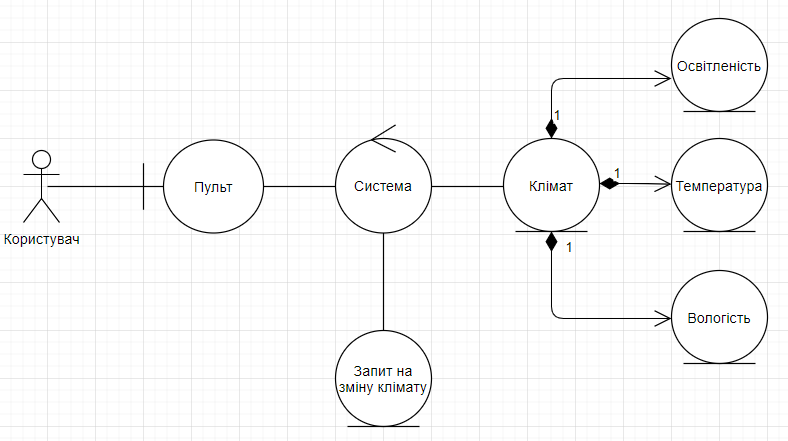 Користувач
Пульт
Система
Запит на
зміну клімату
Клімат
1
1
1
Освітленість
Температура
Вологість